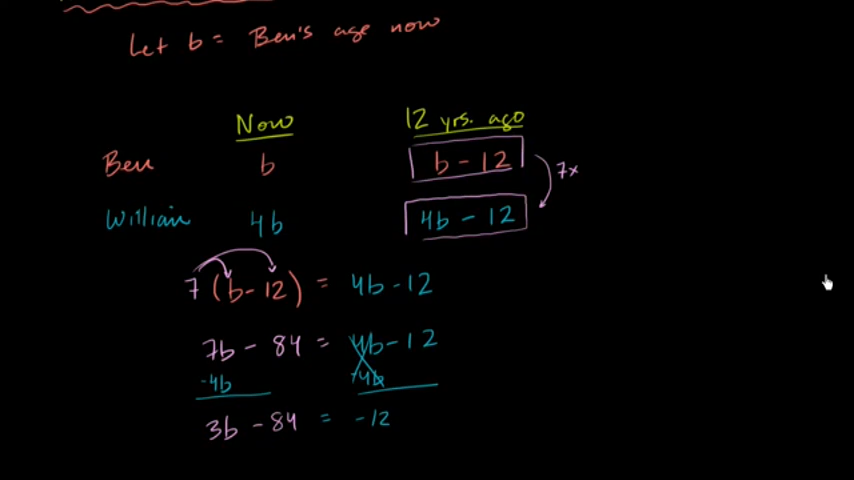 Let b = Ben's age now
Now 12 yrs. ago
Ben b b - 12
7x
William 4b 4b - 12
7 (b - 12) = 4b - 12
7b - 84 = 4b - 12
-4b -4b
3b - 84 = -12